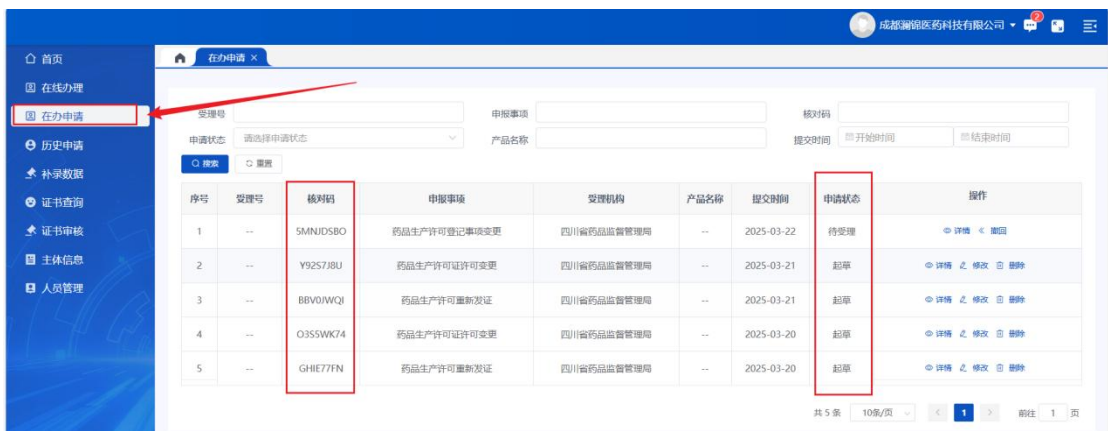 成都澜锦医药科技有限公司 2
首页
在线办理
在办申请
历史申请
补录数据
证书查询
证书审核
主体信息
人员管理
在办申请 ×
受理号 申报事项 核对码
申请状态 请选择申请状态 产品名称 提交时间 开始时间 结束时间
搜索 重置
序号 受理号 核对码 申报事项 受理机构 产品名称 提交时间 申请状态 操作
1 -- 5MNJDSBO 药品生产许可登记事项变更 四川省药品监督管理局 -- 2025-03-22 待受理 详情 撤回
2 -- Y92S7J8U 药品生产许可证许可变更 四川省药品监督管理局 -- 2025-03-21 起草 详情 修改 删除
3 -- BBV0JWQI 药品生产许可重新发证 四川省药品监督管理局 -- 2025-03-21 起草 详情 修改 删除
4 -- O3S5WK74 药品生产许可证许可变更 四川省药品监督管理局 -- 2025-03-20 起草 详情 修改 删除
5 -- GHIE77FN 药品生产许可重新发证 四川省药品监督管理局 -- 2025-03-20 起草 详情 修改 删除
共 5 条 10条/页 < 1 > 前往 1 页